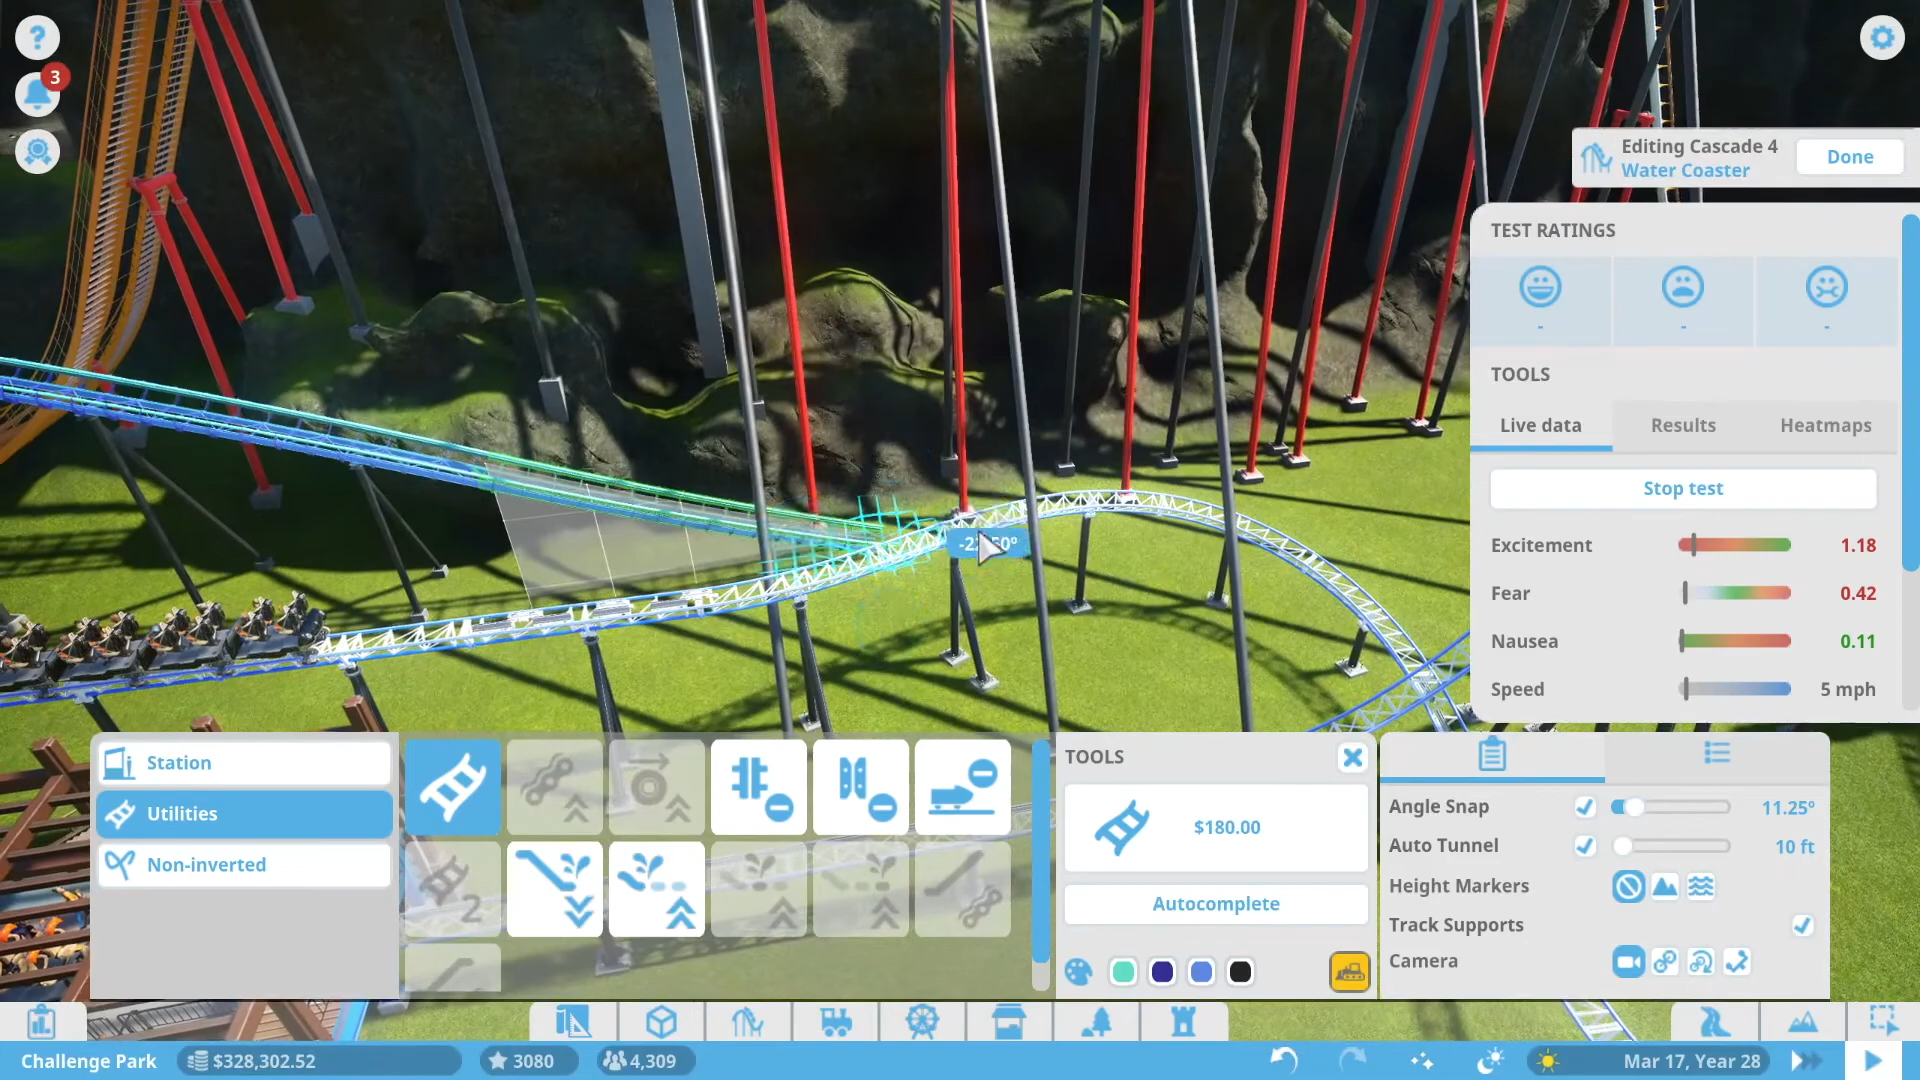 ?
3
Editing Cascade 4
Water Coaster
Done
TEST RATINGS
-
-
-
TOOLS
Live data
Results
Heatmaps
Stop test
Excitement
1.18
Fear
0.42
Nausea
0.11
Speed
5 mph
Station
Utilities
Non-inverted
2
TOOLS
$180.00
Autocomplete
Angle Snap
11.25º
Auto Tunnel
10 ft
Height Markers
Track Supports
Camera
Challenge Park
$328,302.52
3080
4,309
Mar 17, Year 28